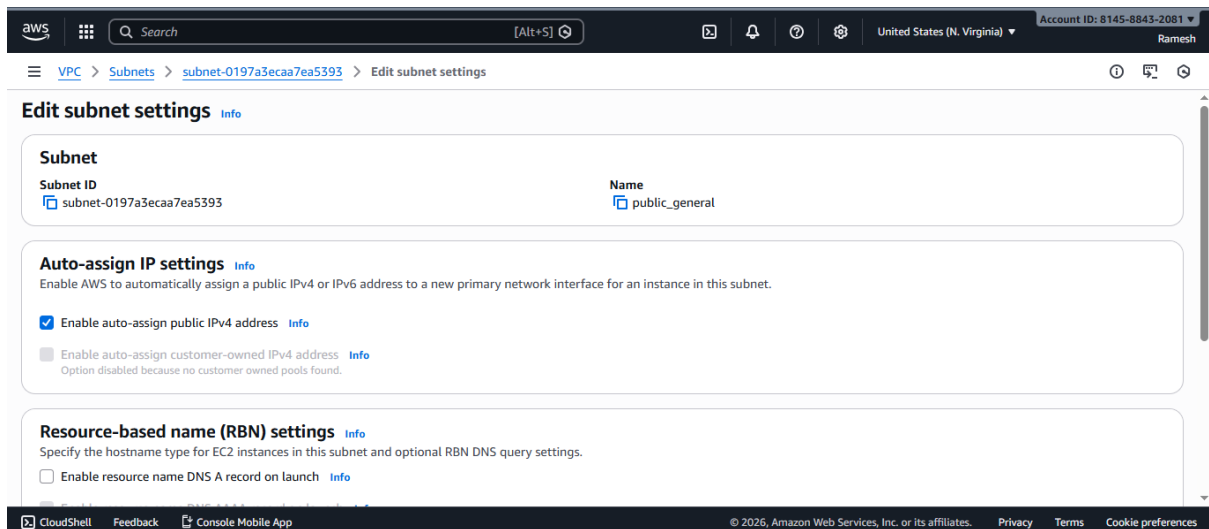 aws
Search
[Alt+S]
United States (N. Virginia)
Account ID: 8145-8843-2081
Ramesh
VPC > Subnets > subnet-0197a3ecaa7ea5393 > Edit subnet settings
Edit subnet settings Info
Subnet
Subnet ID
subnet-0197a3ecaa7ea5393
Name
public_general
Auto-assign IP settings Info
Enable AWS to automatically assign a public IPv4 or IPv6 address to a new primary network interface for an instance in this subnet.
Enable auto-assign public IPv4 address Info
Enable auto-assign customer-owned IPv4 address Info
Option disabled because no customer owned pools found.
Resource-based name (RBN) settings Info
Specify the hostname type for EC2 instances in this subnet and optional RBN DNS query settings.
Enable resource name DNS A record on launch Info
CloudShell Feedback Console Mobile App © 2026, Amazon Web Services, Inc. or its affiliates. Privacy Terms Cookie preferences